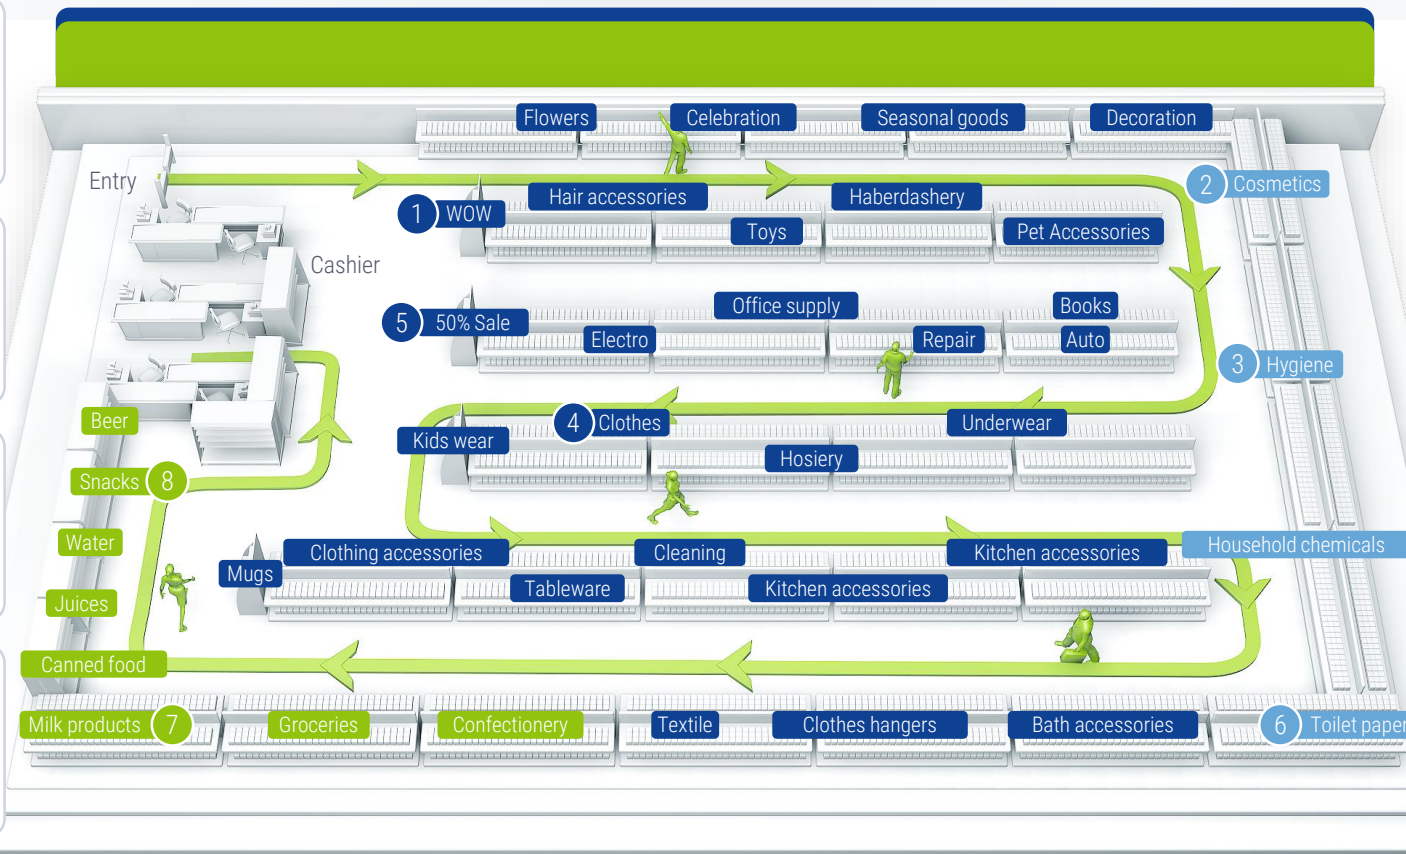 Flowers
Celebration
Seasonal goods
Decoration
Entry
2 Cosmetics
Hair accessories
Haberdashery
1 WOW
Toys
Pet Accessories
Cashier
Office supply
Books
5 50% Sale
Electro
Repair
Auto
3 Hygiene
Beer
4 Clothes
Underwear
Kids wear
Hosiery
Snacks 8
Water
Clothing accessories
Cleaning
Kitchen accessories
Household chemicals
Mugs
Tableware
Kitchen accessories
Juices
Canned food
Milk products 7
Groceries
Confectionery
Textile
Clothes hangers
Bath accessories
6 Toilet paper